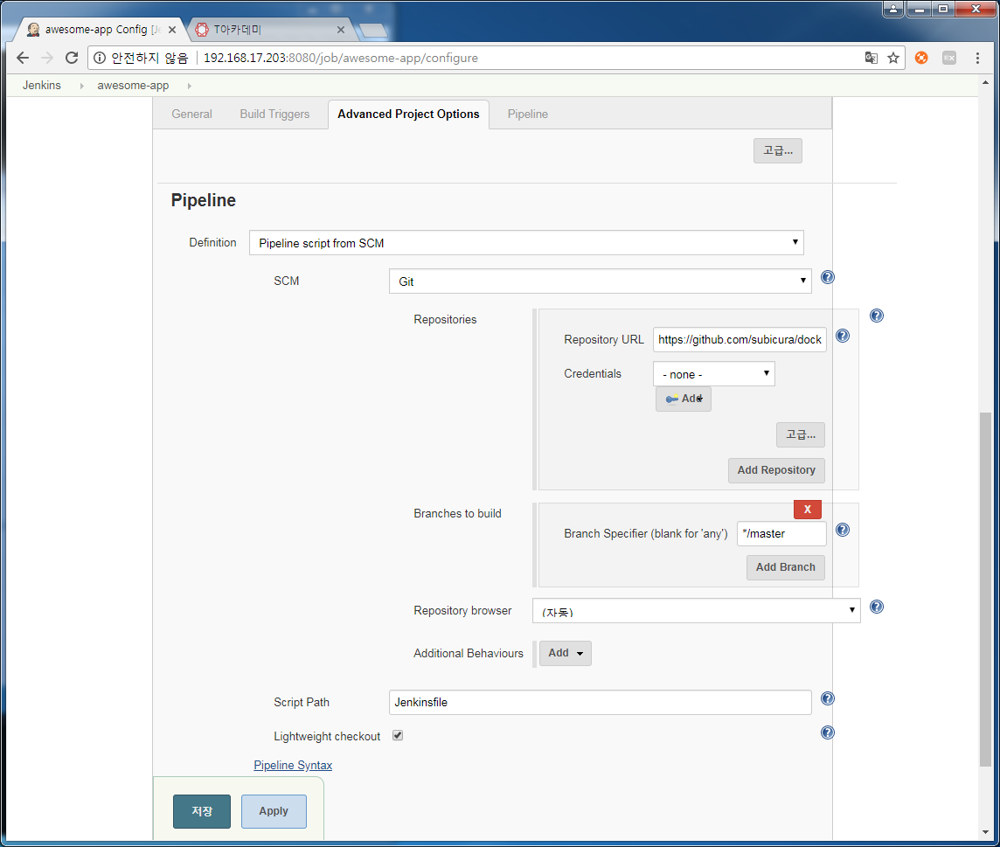 awesome-app Config [Je
T아카데미
안전하지 않음
192.168.17.203:8080/job/awesome-app/configure
Jenkins
awesome-app
General
Build Triggers
Advanced Project Options
Pipeline
고급...
Pipeline
Definition
Pipeline script from SCM
SCM
Git
Repositories
Repository URL
https://github.com/subicura/dock
Credentials
- none -
Add
고급...
Add Repository
Branches to build
X
Branch Specifier (blank for 'any')
*/master
Add Branch
Repository browser
(자동)
Additional Behaviours
Add
Script Path
Jenkinsfile
Lightweight checkout
Pipeline Syntax
저장
Apply